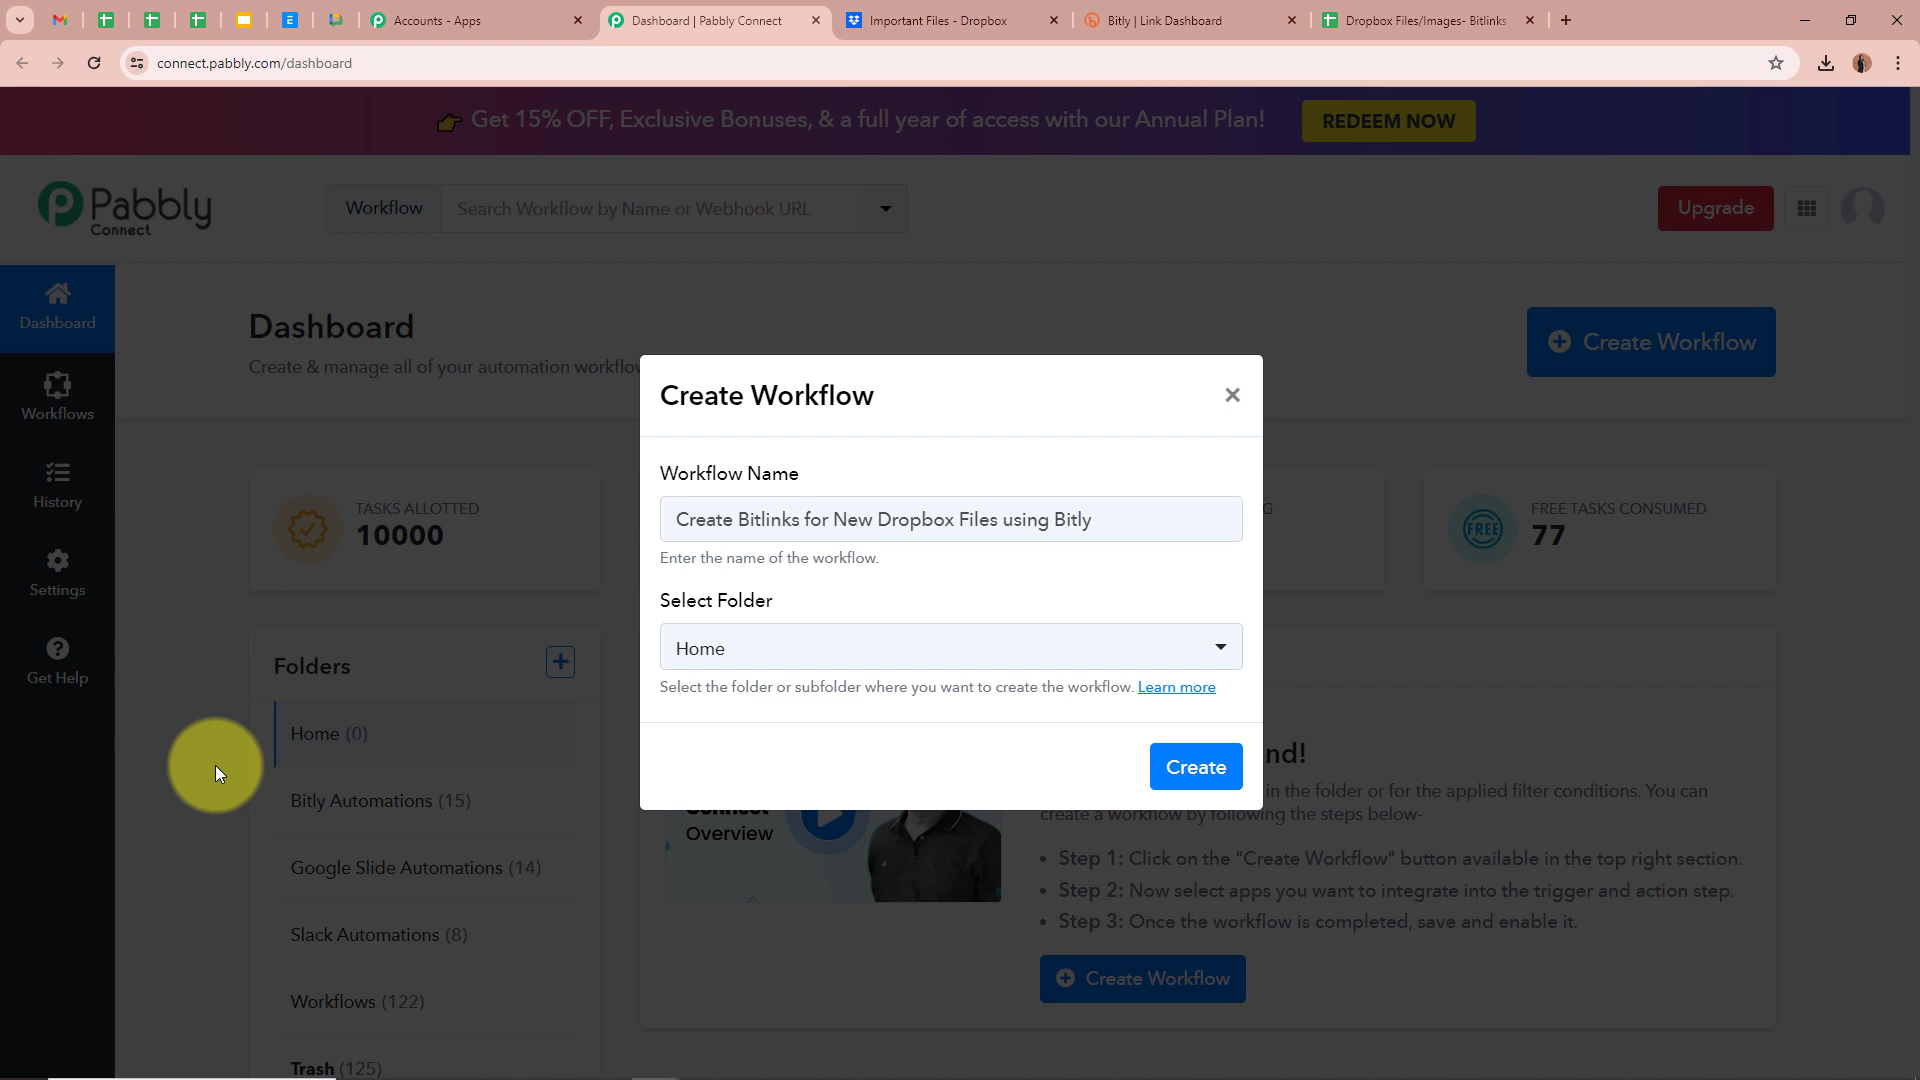 Accounts - Apps
Dashboard | Pabbly Connect
Important Files - Dropbox
Bitly | Link Dashboard
Dropbox Files/Images- Bitlinks
connect.pabbly.com/dashboard
Get 15% OFF, Exclusive Bonuses, & a full year of access with our Annual Plan!
REDEEM NOW
Pabbly
Connect
Workflow
Search Workflow by Name or Webhook URL
Upgrade
Dashboard
Workflows
History
Settings
Get Help
Dashboard
Create & manage all of your automation workflo
Create Workflow
TASKS ALLOTTED
10000
G
FREE
FREE TASKS CONSUMED
77
Folders
Home (0)
Bitly Automations (15)
Google Slide Automations (14)
Slack Automations (8)
Workflows (122)
Trash (125)
Create Workflow
Workflow Name
Create Bitlinks for New Dropbox Files using Bitly
Enter the name of the workflow.
Select Folder
Home
Select the folder or subfolder where you want to create the workflow. Learn more
Create
nd!
in the folder or for the applied filter conditions. You can
create a workflow by following the steps below-
Connect
Overview
Step 1: Click on the "Create Workflow" button available in the top right section.
Step 2: Now select apps you want to integrate into the trigger and action step.
Step 3: Once the workflow is completed, save and enable it.
Create Workflow